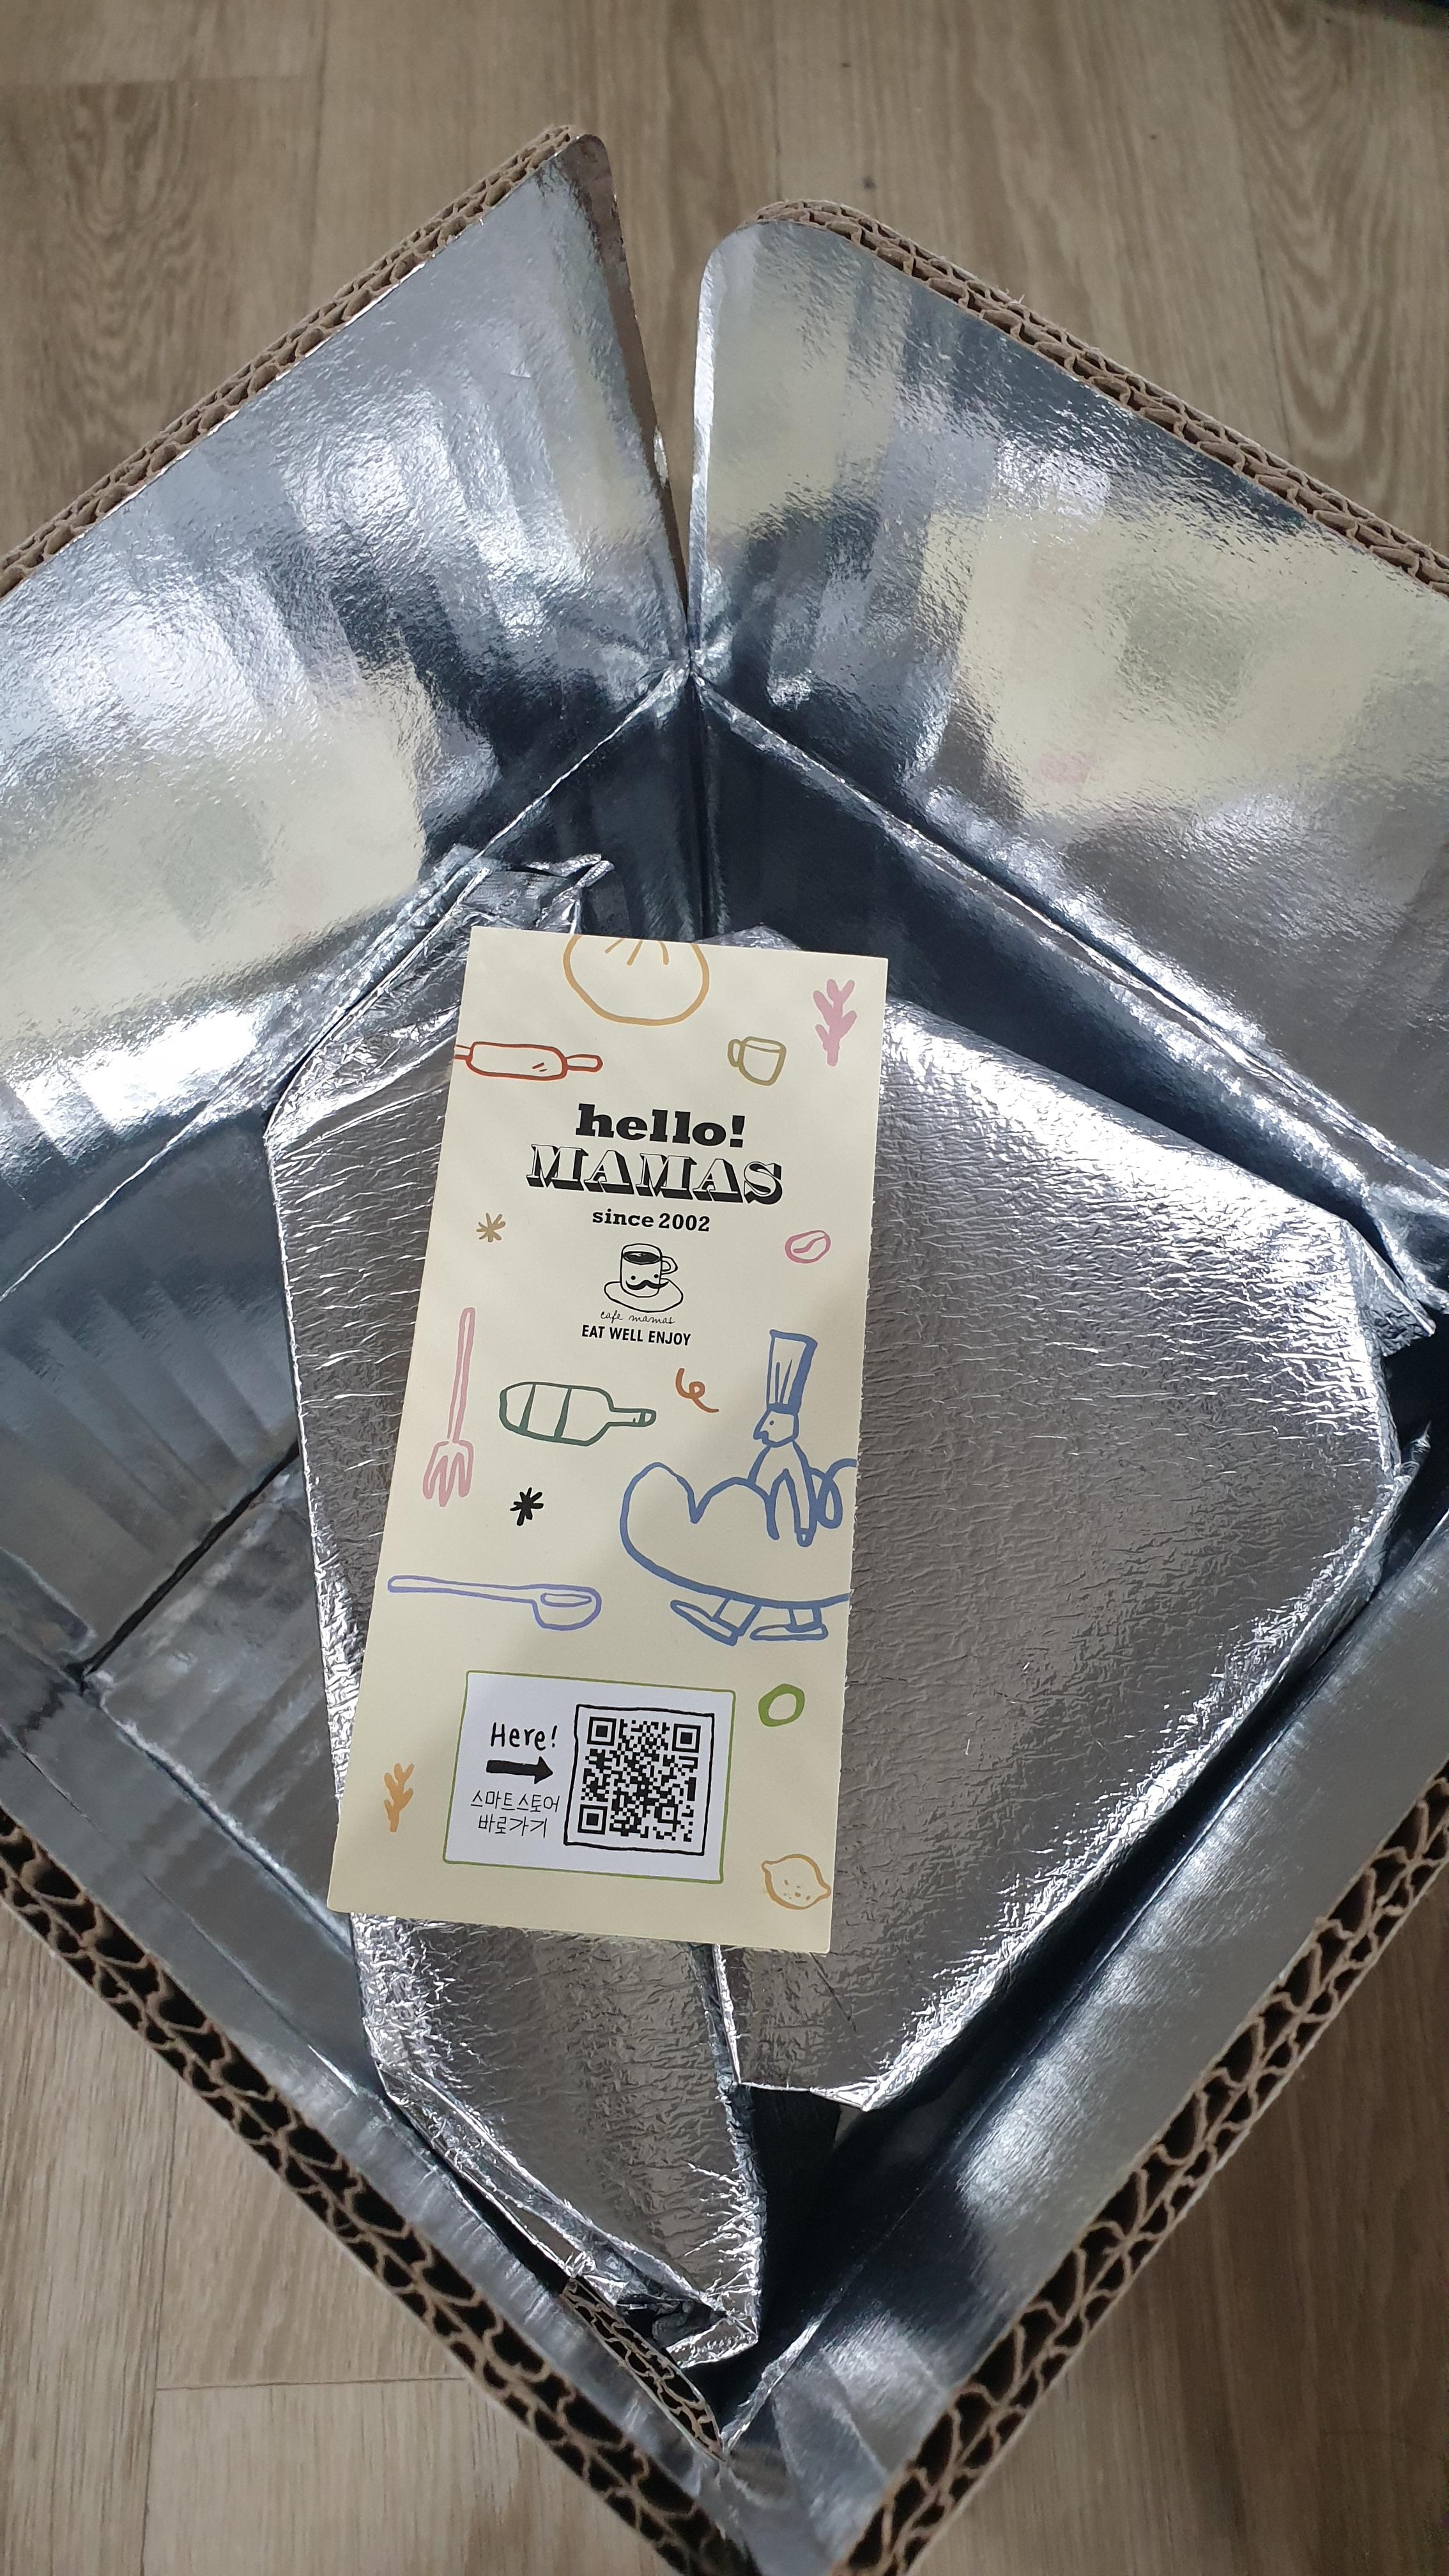 hello!
MAMAS
since 2002
cafe mamas
EAT WELL ENJOY
Here!
스마트스토어
바로가기